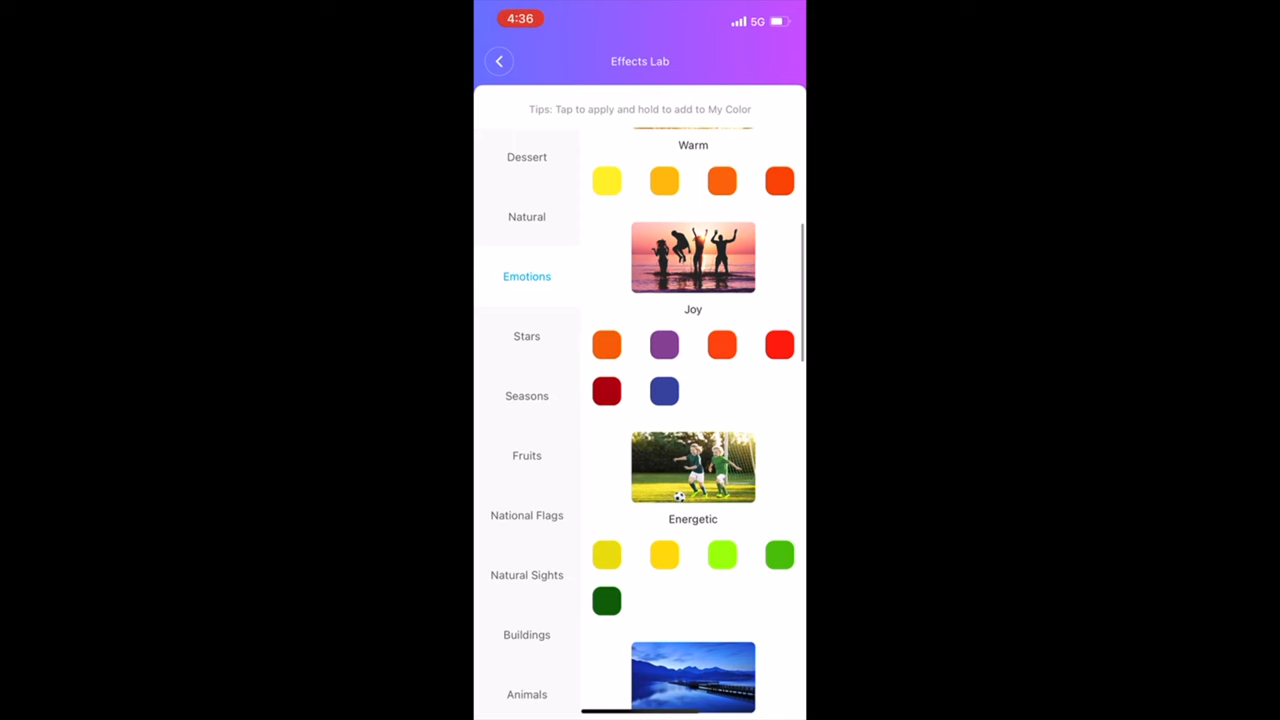 4:36
5G
Effects Lab
Tips: Tap to apply and hold to add to My Color
Dessert
Natural
Emotions
Stars
Seasons
Fruits
National Flags
Natural Sights
Buildings
Animals
Warm
Joy
Energetic